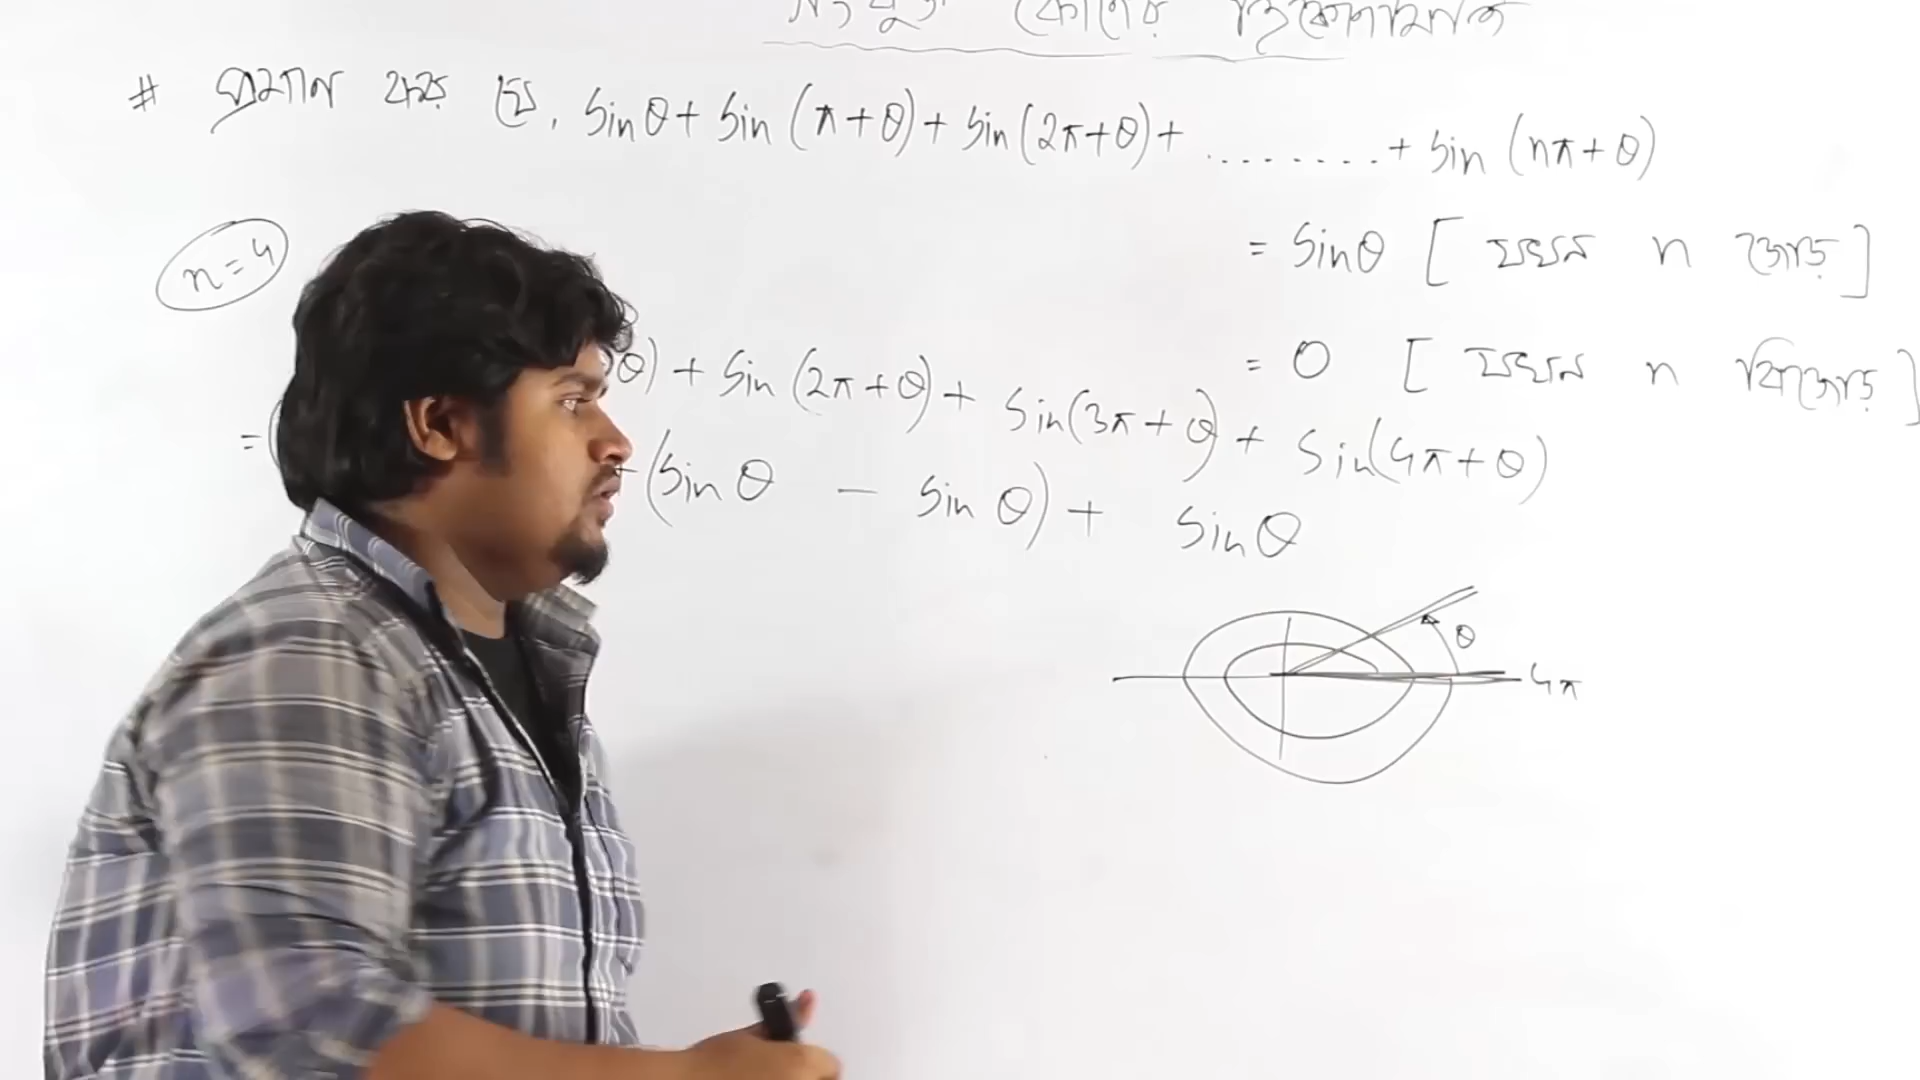 সংযুক্ত কোণের ত্রিকোণমিতি
# প্রমাণ কর যে, sinθ + sin (π+θ) + sin(2π+θ) + ......... + sin (nπ+θ)
= sinθ [ যখন n জোড় ]
n=4
= 0 [ যখন n বিজোড় ]
θ) + sin (2π+θ) + sin(3π+θ) + sin(4π+θ)
=( +(sinθ - sinθ) + sinθ
θ
4π